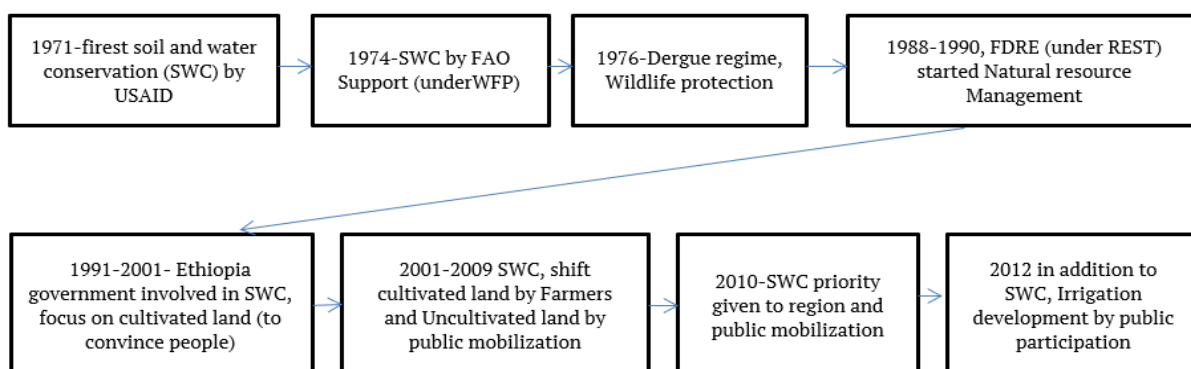 1971-firest soil and water
conservation (SWC) by
USAID
1974-SWC by FAO
Support (underWFP)
1976-Dergue regime,
Wildlife protection
1988-1990, FDRE (under REST)
started Natural resource
Management
1991-2001- Ethiopia
government involved in SWC,
focus on cultivated land (to
convince people)
2001-2009 SWC, shift
cultivated land by Farmers
and Uncultivated land by
public mobilization
2010-SWC priority
given to region and
public mobilization
2012 in addition to
SWC, Irrigation
development by public
participation